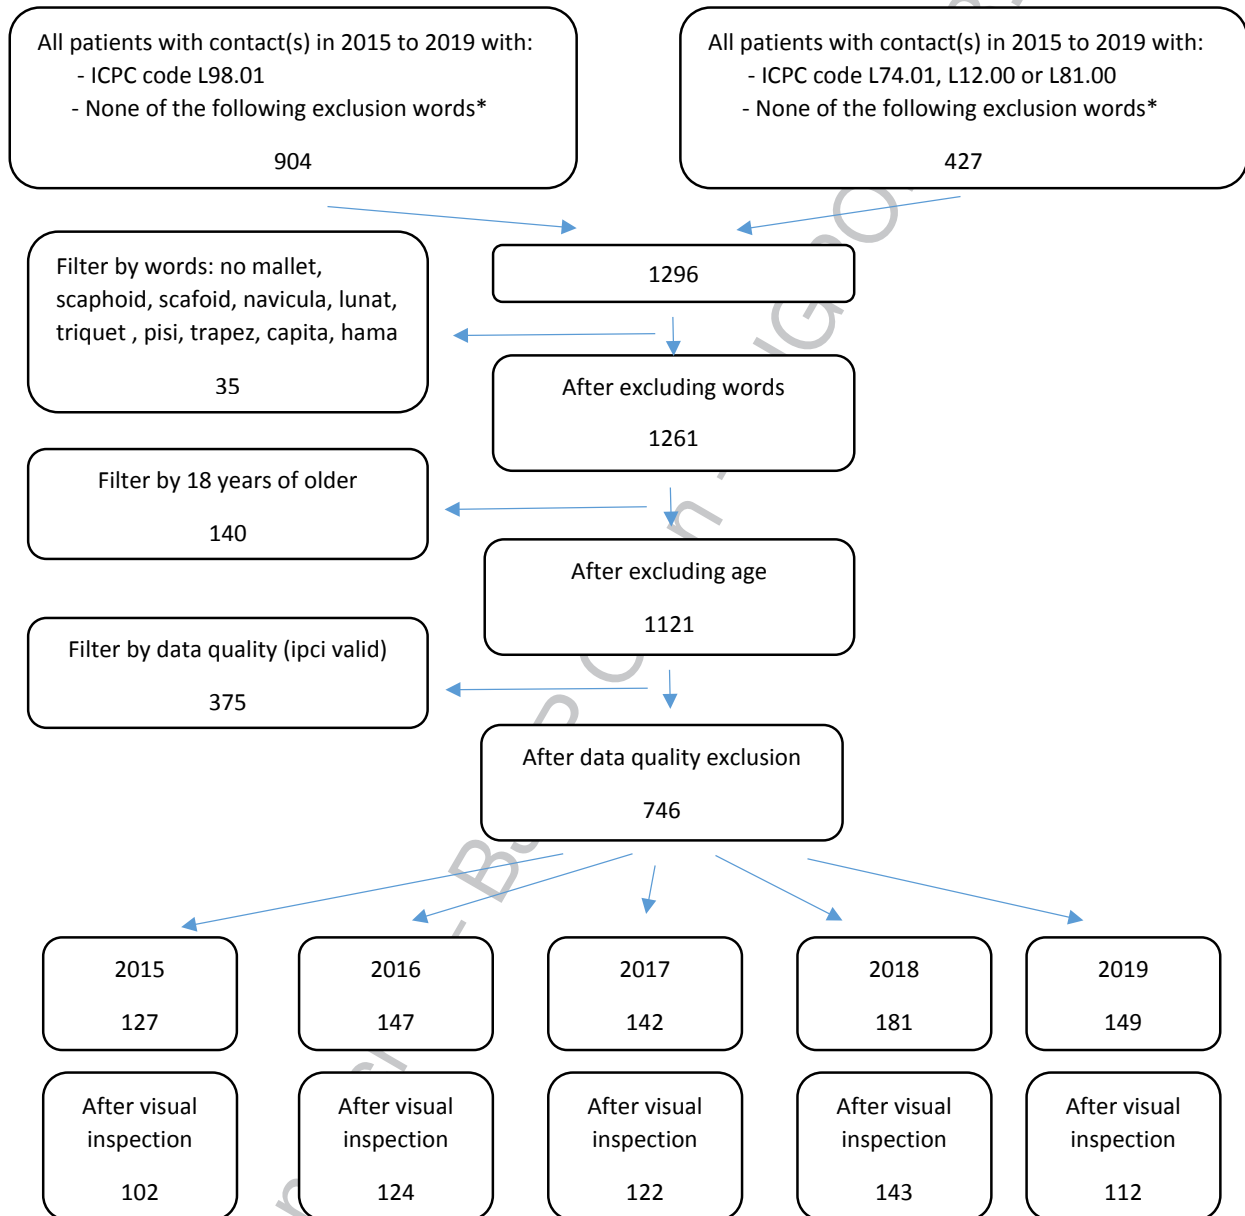 All patients with contact(s) in 2015 to 2019 with:
- ICPC code L98.01
- None of the following exclusion words*
904
All patients with contact(s) in 2015 to 2019 with:
- ICPC code L74.01, L12.00 or L81.00
- None of the following exclusion words*
427
1296
Filter by words: no mallet,
scaphoid, scafoid, navicula, lunat,
triquet , pisi, trapez, capita, hama
35
After excluding words
1261
Filter by 18 years of older
140
After excluding age
1121
Filter by data quality (ipci valid)
375
After data quality exclusion
746
2015
127
2016
147
2017
142
2018
181
2019
149
After visual
inspection
102
After visual
inspection
124
After visual
inspection
122
After visual
inspection
143
After visual
inspection
112